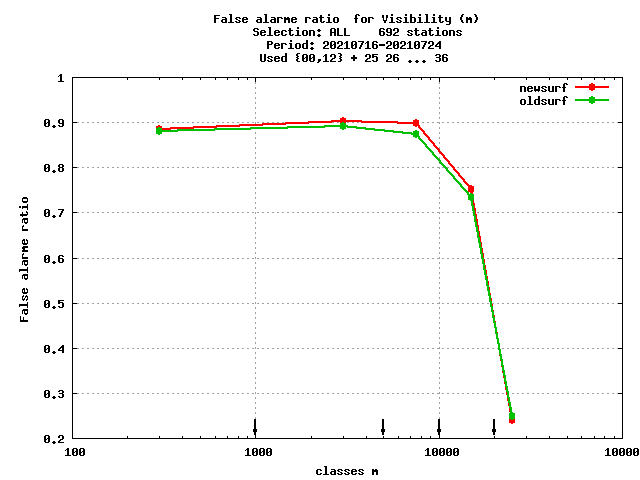 False alarme ratio  for Visibility (m)
Selection: ALL    692 stations
Period: 20210716-20210724
Used {00,12} + 25 26 ... 36
1
newsurf
oldsurf
0.9
0.8
0.7
0.6
0.5
0.4
0.3
0.2
False alarme ratio
100
1000
10000
10000
classes m